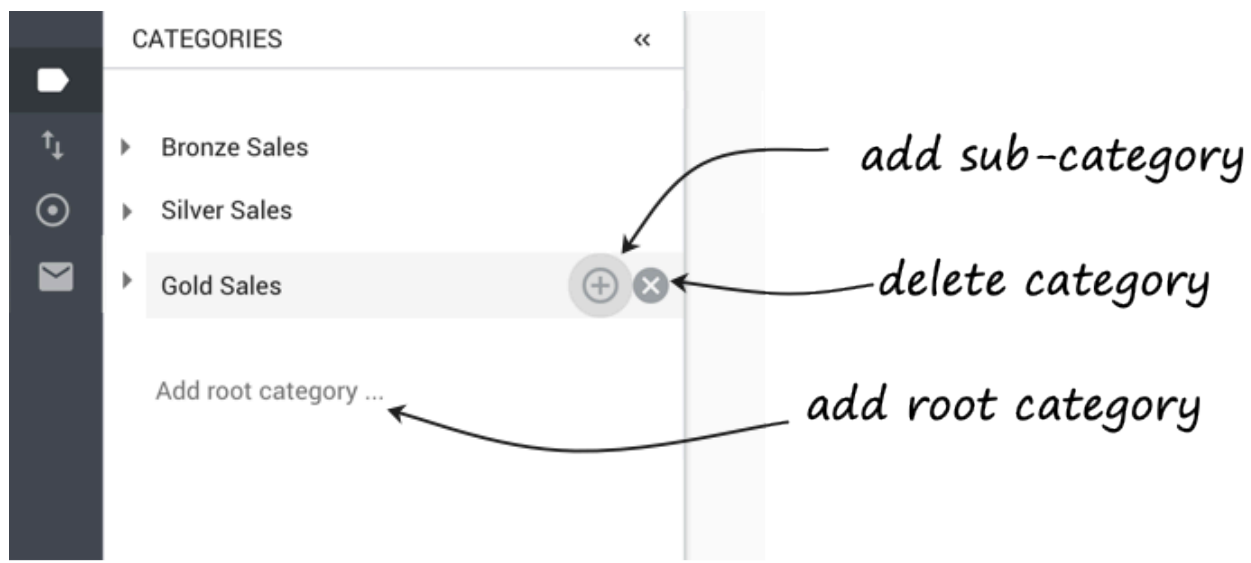 CATEGORIES «
Bronze Sales
add sub-category
Silver Sales
Gold Sales
delete category
Add root category ...
add root category